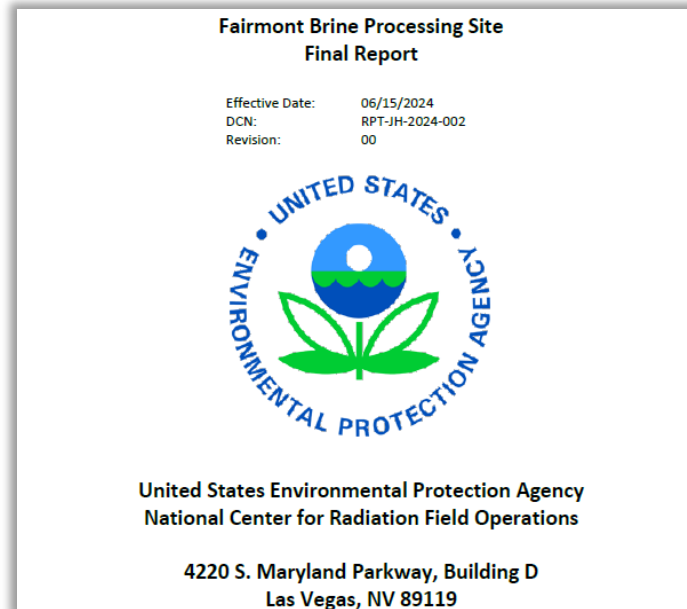 Fairmont Brine Processing Site
Final Report
Effective Date: 06/15/2024
DCN: RPT-JH-2024-002
Revision: 00
UNITED STATES • ENVIRONMENTAL PROTECTION AGENCY •
United States Environmental Protection Agency
National Center for Radiation Field Operations
4220 S. Maryland Parkway, Building D
Las Vegas, NV 89119